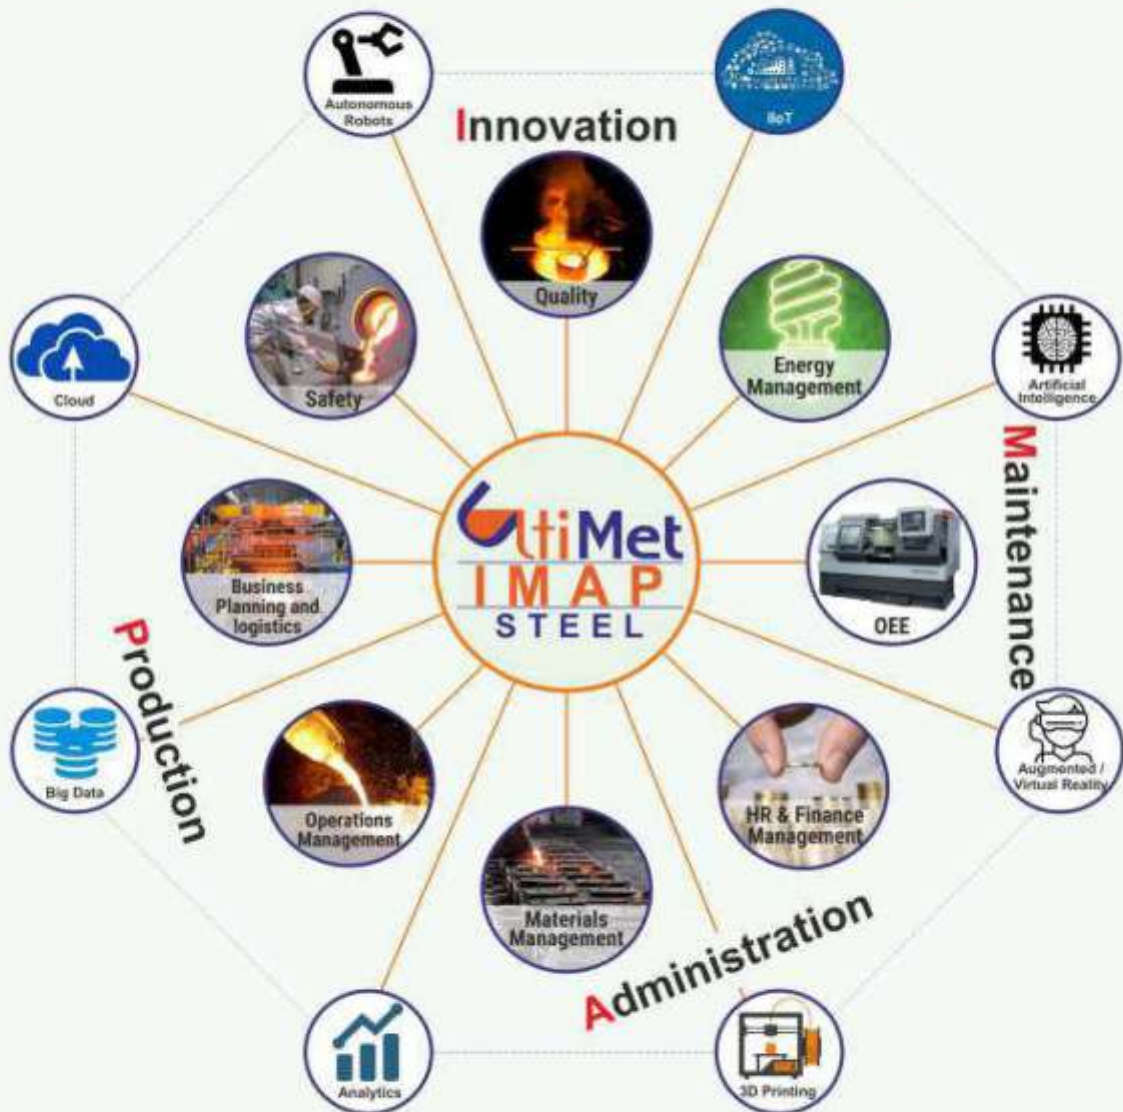 Autonomous
Robots
IIoT
Innovation
Quality
Safety
Energy
Management
Cloud
Artificial
Intelligence
Maintenance
UltiMet
IMAP
STEEL
Business
Planning and
logistics
OEE
Production
Big Data
Augmented /
Virtual Reality
Operations
Management
HR & Finance
Management
Materials
Management
Administration
Analytics
3D Printing